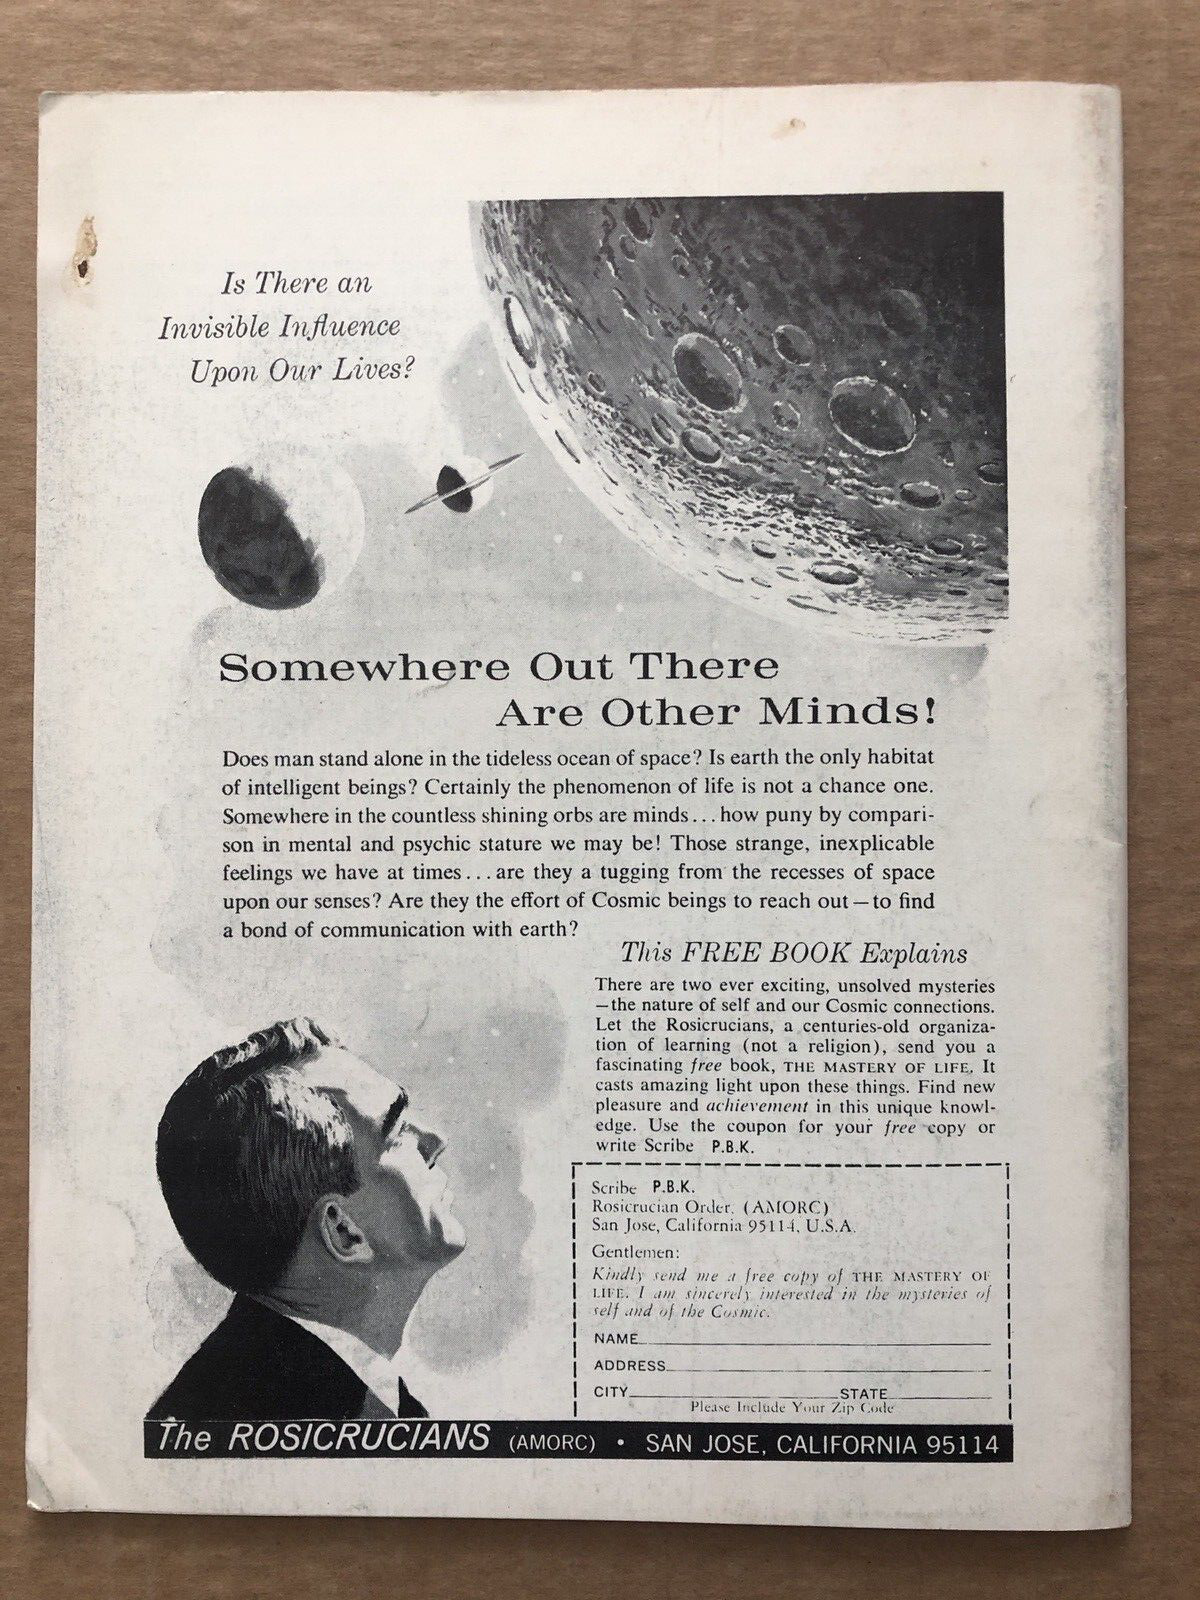 Is There an
Invisible Influence
Upon Our Lives?
Somewhere Out There
Are Other Minds!
Does man stand alone in the tideless ocean of space? Is earth the only habitat
of intelligent beings? Certainly the phenomenon of life is not a chance one.
Somewhere in the countless shining orbs are minds...how puny by compari-
son in mental and psychic stature we may be! Those strange, inexplicable
feelings we have at times...are they a tugging from the recesses of space
upon our senses? Are they the effort of Cosmic beings to reach out—to find
a bond of communication with earth?
This FREE BOOK Explains
There are two ever exciting, unsolved mysteries
—the nature of self and our Cosmic connections.
Let the Rosicrucians, a centuries-old organiza-
tion of learning (not a religion), send you a
fascinating free book, THE MASTERY OF LIFE. It
casts amazing light upon these things. Find new
pleasure and achievement in this unique knowl-
edge. Use the coupon for your free copy or
write Scribe P.B.K.
Scribe P.B.K.
Rosicrucian Order, (AMORC)
San Jose, California 95114, U.S.A.
Gentlemen:
Kindly send me a free copy of THE MASTERY OF
LIFE. I am sincerely interested in the mysteries of
self and of the Cosmic.
NAME
ADDRESS
CITY STATE
Please Include Your Zip Code
The ROSICRUCIANS (AMORC) • SAN JOSE, CALIFORNIA 95114